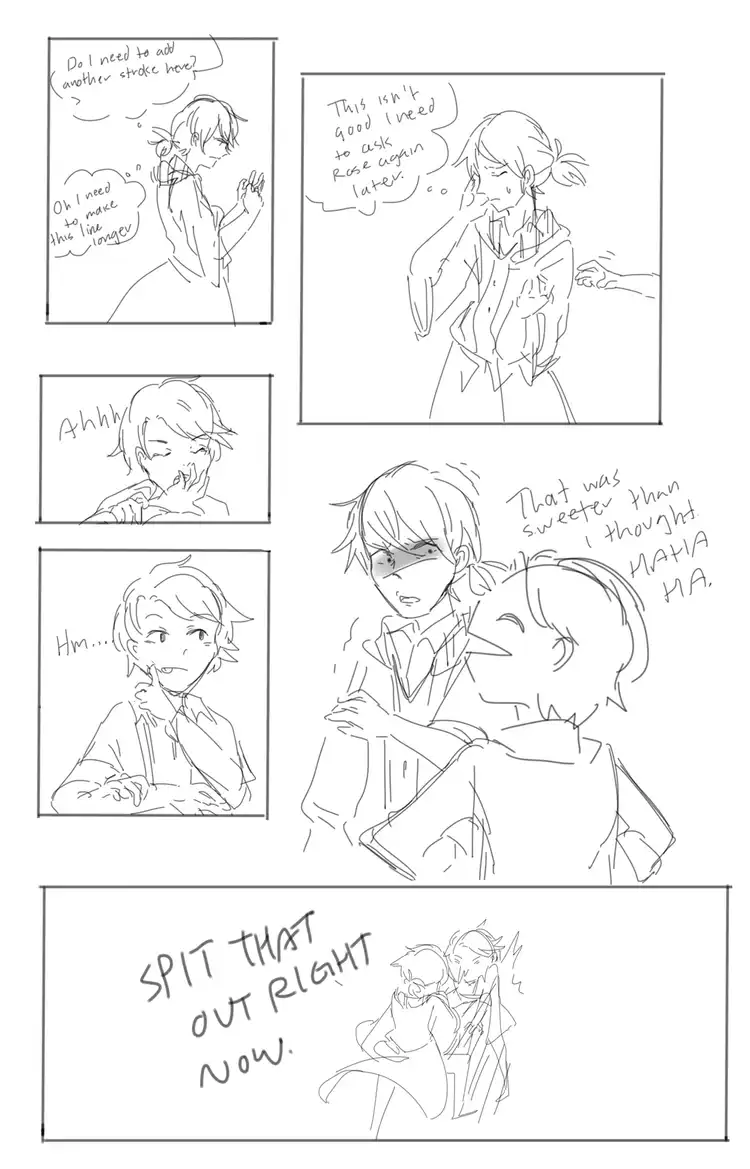 Do I need to add
another stroke here?
Oh I need
to make
this line
longer
This isn't
good I need
to ask
Rose again
later.
Ahhh
Hm...
That was
sweeter than
I thought
HAHA
HA.
SPIT THAT
OUT RIGHT
NOW.